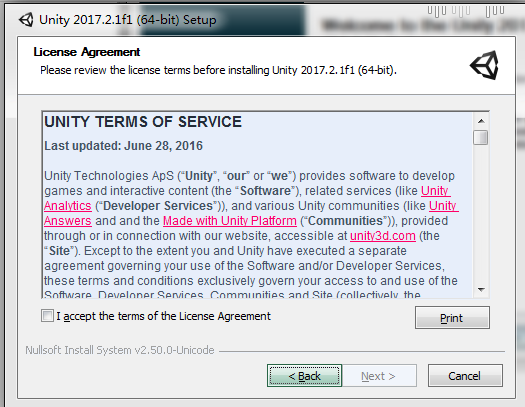 Unity 2017.2.1f1 (64-bit) Setup
License Agreement
Please review the license terms before installing Unity 2017.2.1f1 (64-bit).
UNITY TERMS OF SERVICE
Last updated: June 28, 2016
Unity Technologies ApS (“Unity”, “our” or “we”) provides software to develop
games and interactive content (the “Software”), related services (like Unity
Analytics (“Developer Services”)), and various Unity communities (like Unity
Answers and and the Made with Unity Platform (“Communities”)), provided
through or in connection with our website, accessible at unity3d.com (the
“Site”). Except to the extent you and Unity have executed a separate
agreement governing your use of the Software and/or Developer Services,
these terms and conditions exclusively govern your access to and use of the
Software, Developer Services, Communities and Site (collectively, the
I accept the terms of the License Agreement
Print
Nullsoft Install System v2.50.0-Unicode
< Back
Next >
Cancel